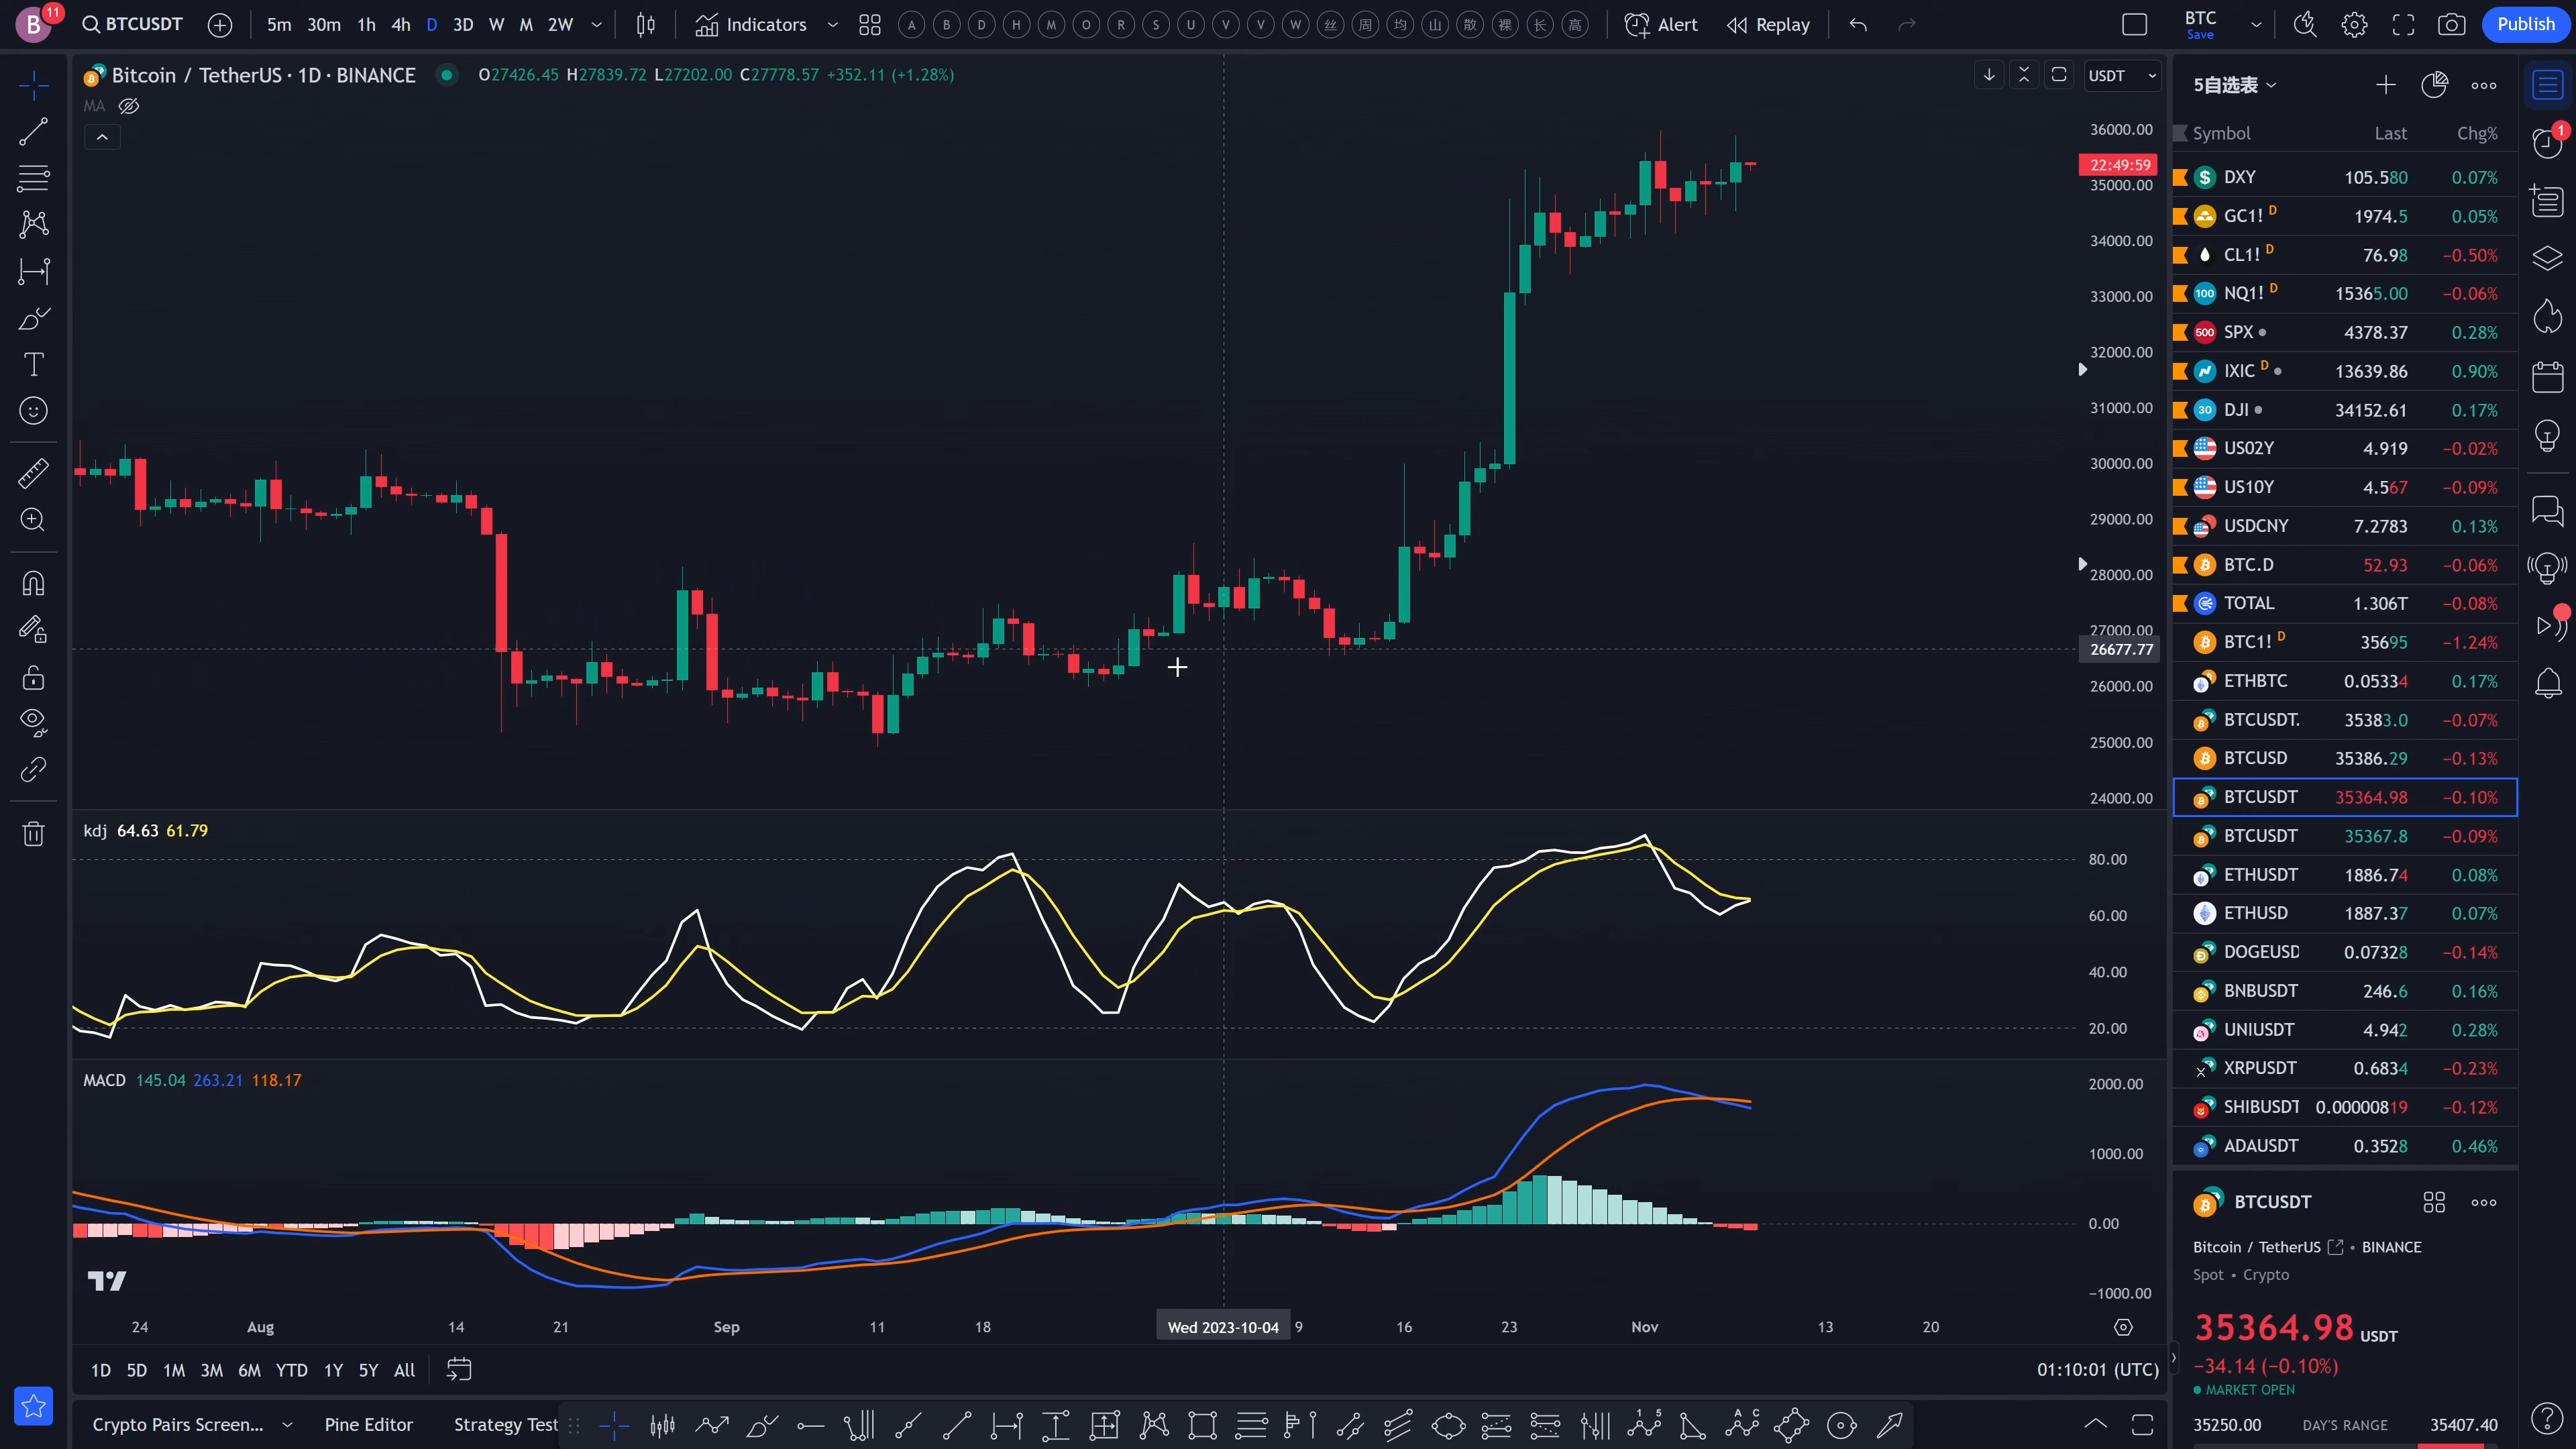 B 11 BTCUSDT 5m 30m 1h 4h D 3D W M 2W Indicators A B D H M O R S U V V W 丝 周 均 山 散 裸 长 高 Alert Replay BTC Save Publish
Bitcoin / TetherUS · 1D · BINANCE O27426.45 H27839.72 L27202.00 C27778.57 +352.11 (+1.28%)
MA
USDT
36000.00
22:49:59
35000.00
34000.00
33000.00
32000.00
31000.00
30000.00
29000.00
28000.00
27000.00
26677.77
26000.00
25000.00
24000.00
kdj 64.63 61.79
80.00
60.00
40.00
20.00
MACD 145.04 263.21 118.17
2000.00
1000.00
0.00
−1000.00
24 Aug 14 21 Sep 11 18 Wed 2023-10-04 9 16 23 Nov 13 20
1D 5D 1M 3M 6M YTD 1Y 5Y All 01:10:01 (UTC)
Crypto Pairs Screen... Pine Editor Strategy Test
5自选表
Symbol Last Chg%
DXY 105.580 0.07%
GC1! D 1974.5 0.05%
CL1! D 76.98 −0.50%
100 NQ1! D 15365.00 −0.06%
500 SPX 4378.37 0.28%
IXIC D 13639.86 0.90%
30 DJI 34152.61 0.17%
US02Y 4.919 −0.02%
US10Y 4.567 −0.09%
USDCNY 7.2783 0.13%
BTC.D 52.93 −0.06%
TOTAL 1.306T −0.08%
BTC1! D 35695 −1.24%
ETHBTC 0.05334 0.17%
BTCUSDT. 35383.0 −0.07%
BTCUSD 35386.29 −0.13%
BTCUSDT 35364.98 −0.10%
BTCUSDT 35367.8 −0.09%
ETHUSDT 1886.74 0.08%
ETHUSD 1887.37 0.07%
DOGEUSD 0.07328 −0.14%
BNBUSDT 246.6 0.16%
UNIUSDT 4.942 0.28%
XRPUSDT 0.6834 −0.23%
SHIBUSDT 0.00000819 −0.12%
ADAUSDT 0.3528 0.46%
BTCUSDT
Bitcoin / TetherUS • BINANCE
Spot • Crypto
35364.98 USDT
−34.14 (−0.10%)
MARKET OPEN
35250.00 DAY'S RANGE 35407.40
1